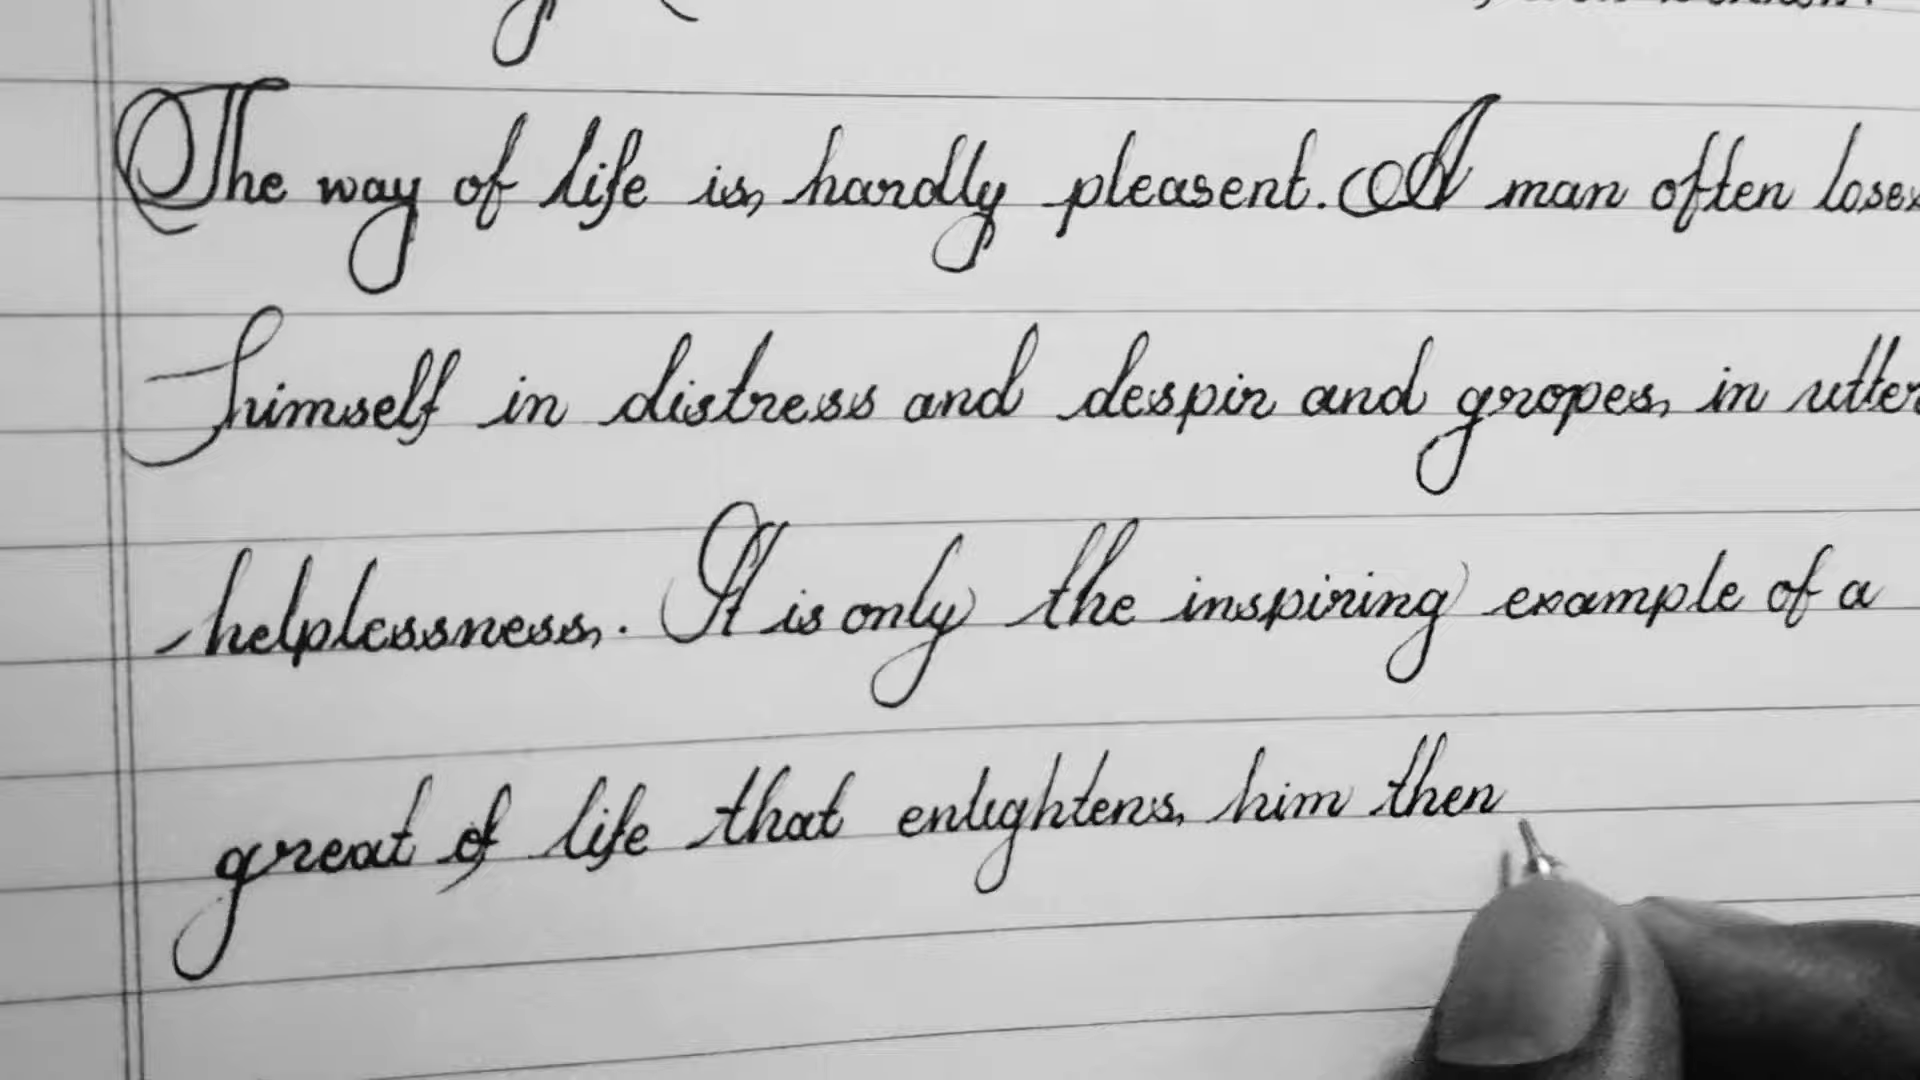 The way of life is hardly pleasent. A man often loses
himself in distress and despir and gropes in utter
helplessness. It is only the inspiring example of a
great of life that enlightens him then